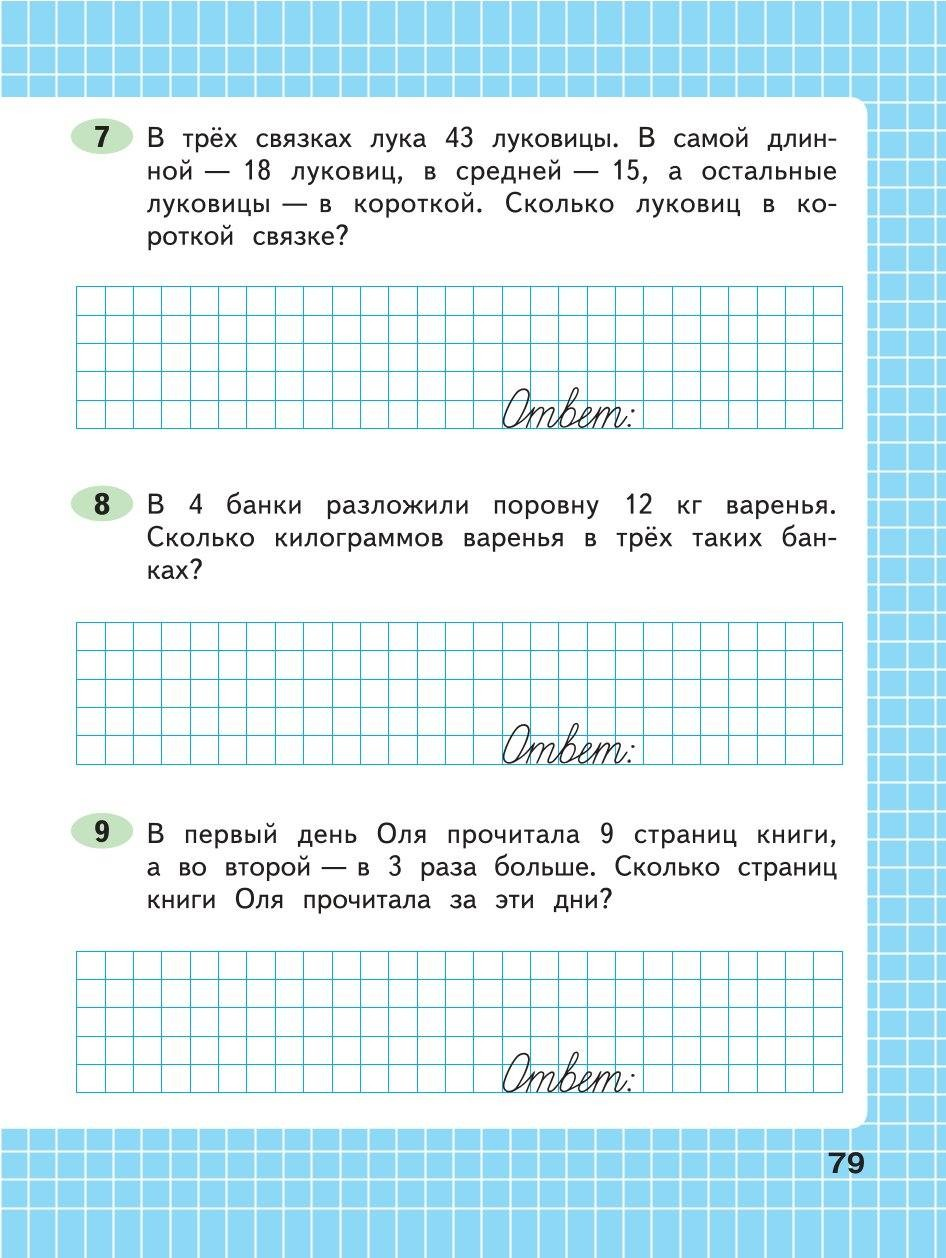 7 В трёх связках лука 43 луковицы. В самой длин-
ной — 18 луковиц, в средней — 15, а остальные
луковицы — в короткой. Сколько луковиц в ко-
роткой связке?
Ответ:
8 В 4 банки разложили поровну 12 кг варенья.
Сколько килограммов варенья в трёх таких бан-
ках?
Ответ:
9 В первый день Оля прочитала 9 страниц книги,
а во второй — в 3 раза больше. Сколько страниц
книги Оля прочитала за эти дни?
Ответ:
79